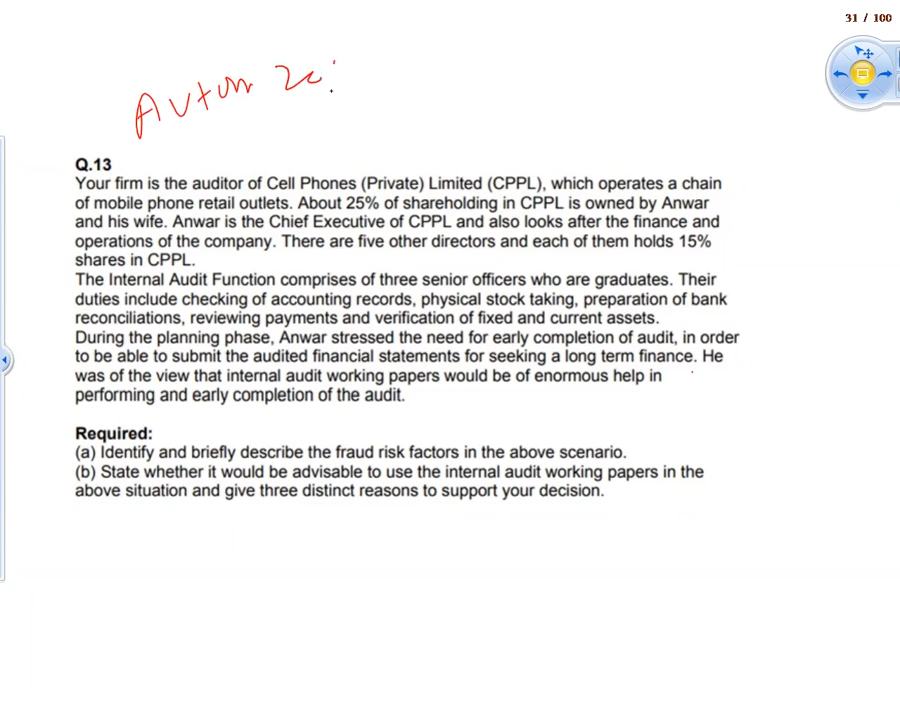 31 / 100
Autum
Q.13
Your firm is the auditor of Cell Phones (Private) Limited (CPPL), which operates a chain
of mobile phone retail outlets. About 25% of shareholding in CPPL is owned by Anwar
and his wife. Anwar is the Chief Executive of CPPL and also looks after the finance and
operations of the company. There are five other directors and each of them holds 15%
shares in CPPL.
The Internal Audit Function comprises of three senior officers who are graduates. Their
duties include checking of accounting records, physical stock taking, preparation of bank
reconciliations, reviewing payments and verification of fixed and current assets.
During the planning phase, Anwar stressed the need for early completion of audit, in order
to be able to submit the audited financial statements for seeking a long term finance. He
was of the view that internal audit working papers would be of enormous help in
performing and early completion of the audit.
Required:
(a) Identify and briefly describe the fraud risk factors in the above scenario.
(b) State whether it would be advisable to use the internal audit working papers in the
above situation and give three distinct reasons to support your decision.